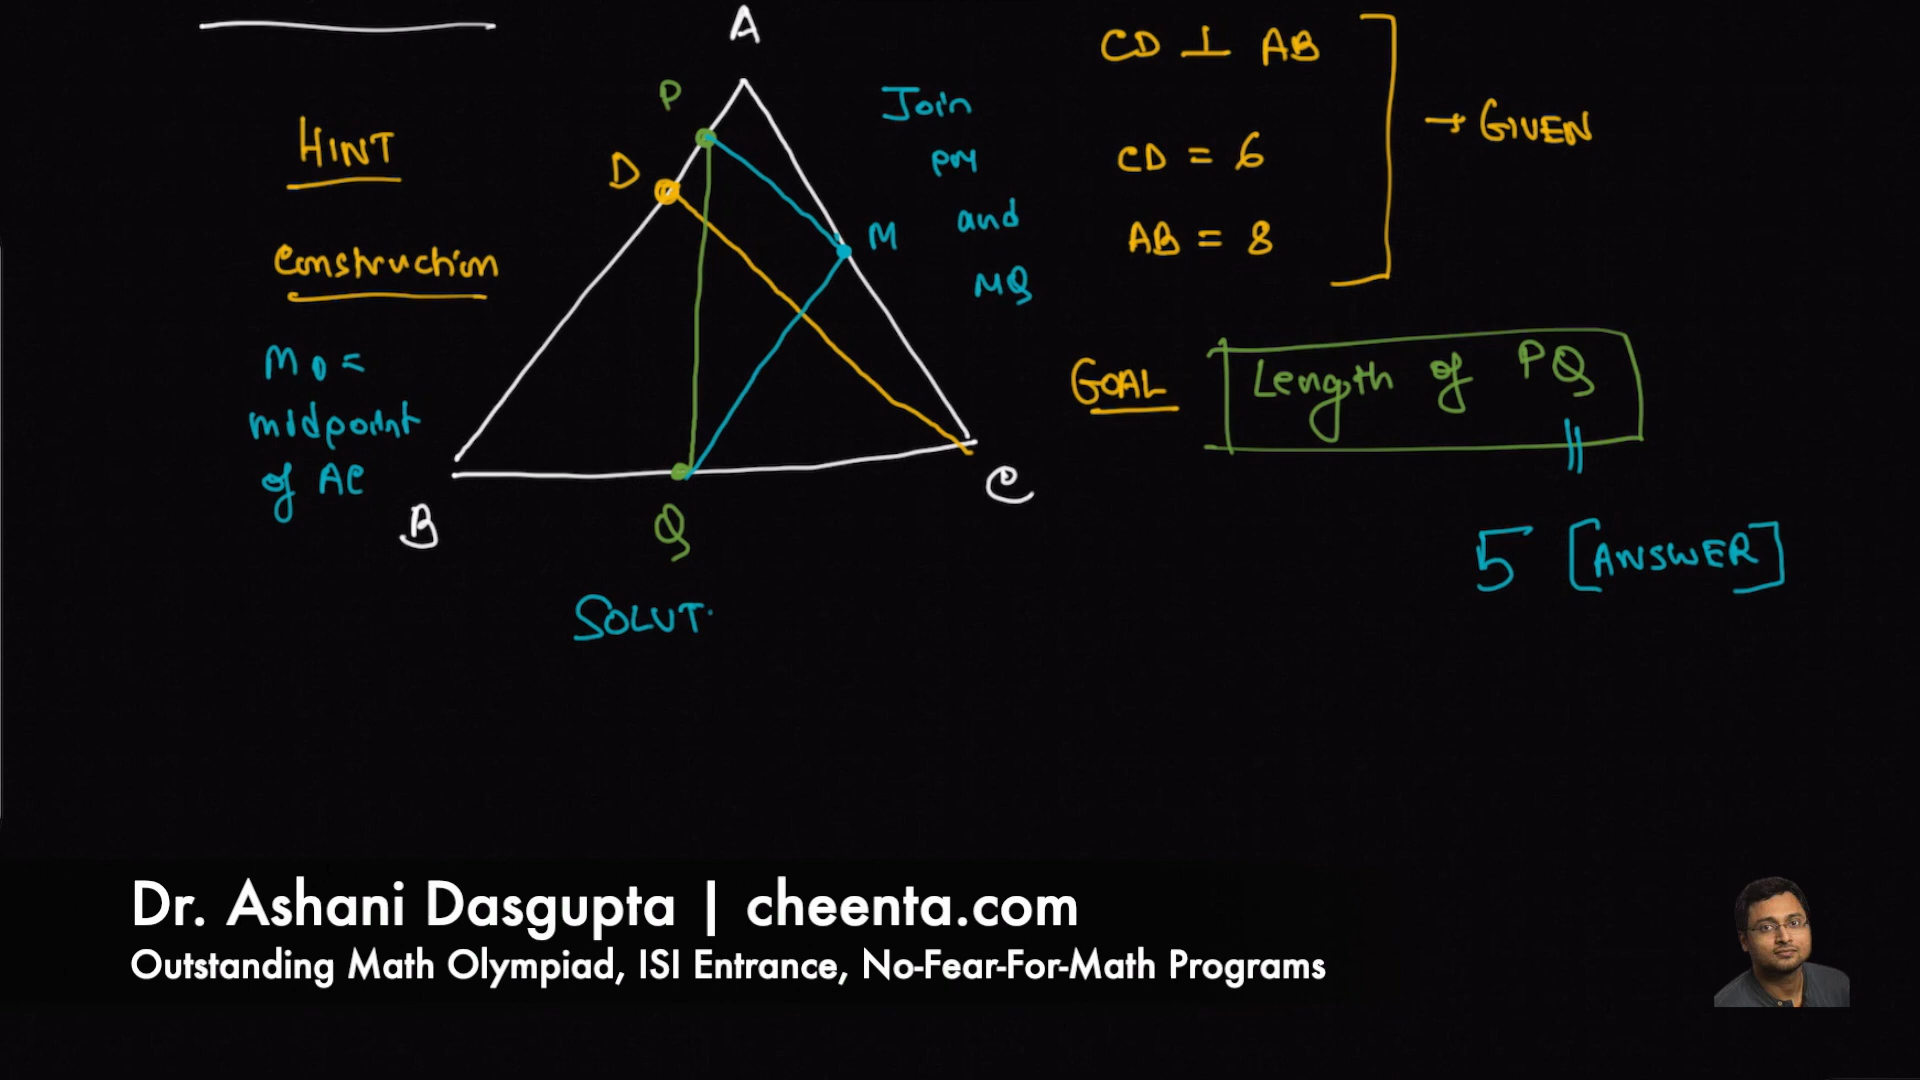 HINT
Construction
M :=
midpoint
of AC
A
P
D
M
B
Q
C
Join
PM
and
MQ
CD ⊥ AB
CD = 6
AB = 8
→ GIVEN
GOAL
Length of PQ
||
5 [ANSWER]
SOLUT.
Dr. Ashani Dasgupta | cheenta.com
Outstanding Math Olympiad, ISI Entrance, No-Fear-For-Math Programs